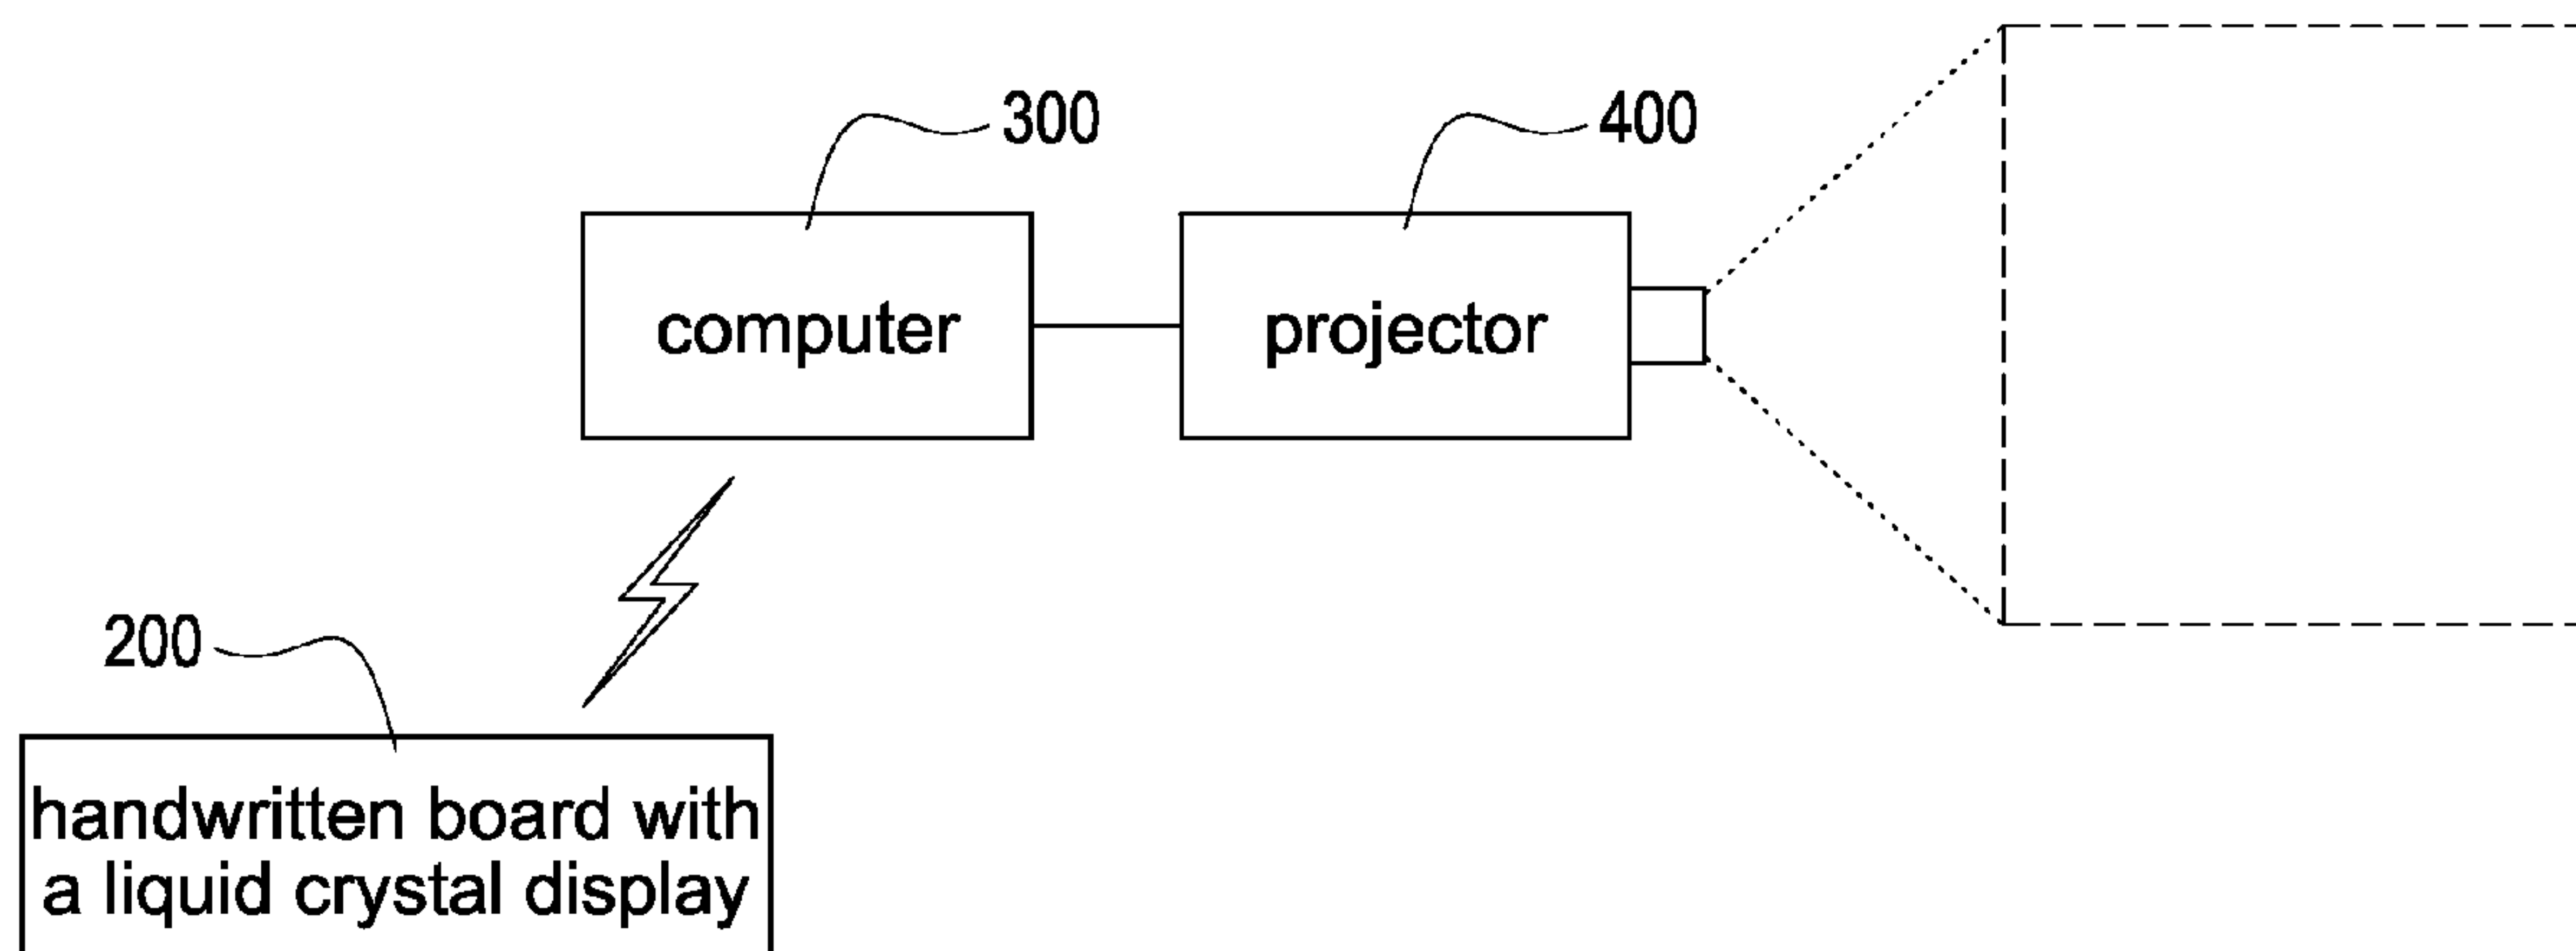 300
400
computer
projector
200
handwritten board with
a liquid crystal display